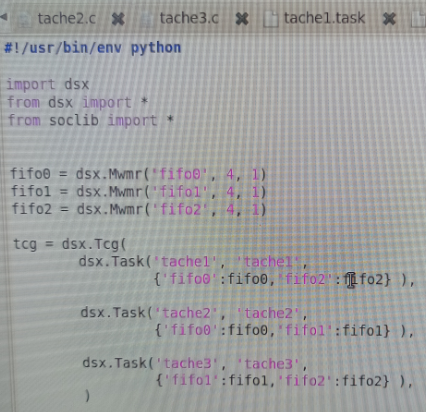 tache2.c tache3.c tache1.task
#!/usr/bin/env python
import dsx
from dsx import *
from soclib import *
fifo0 = dsx.Mwmr('fifo0', 4, 1)
fifo1 = dsx.Mwmr('fifo1', 4, 1)
fifo2 = dsx.Mwmr('fifo2', 4, 1)
tcg = dsx.Tcg(
dsx.Task('tache1', 'tache1',
{'fifo0':fifo0,'fifo2':fifo2} ),
dsx.Task('tache2', 'tache2',
{'fifo0':fifo0,'fifo1':fifo1} ),
dsx.Task('tache3', 'tache3',
{'fifo1':fifo1,'fifo2':fifo2} ),
)